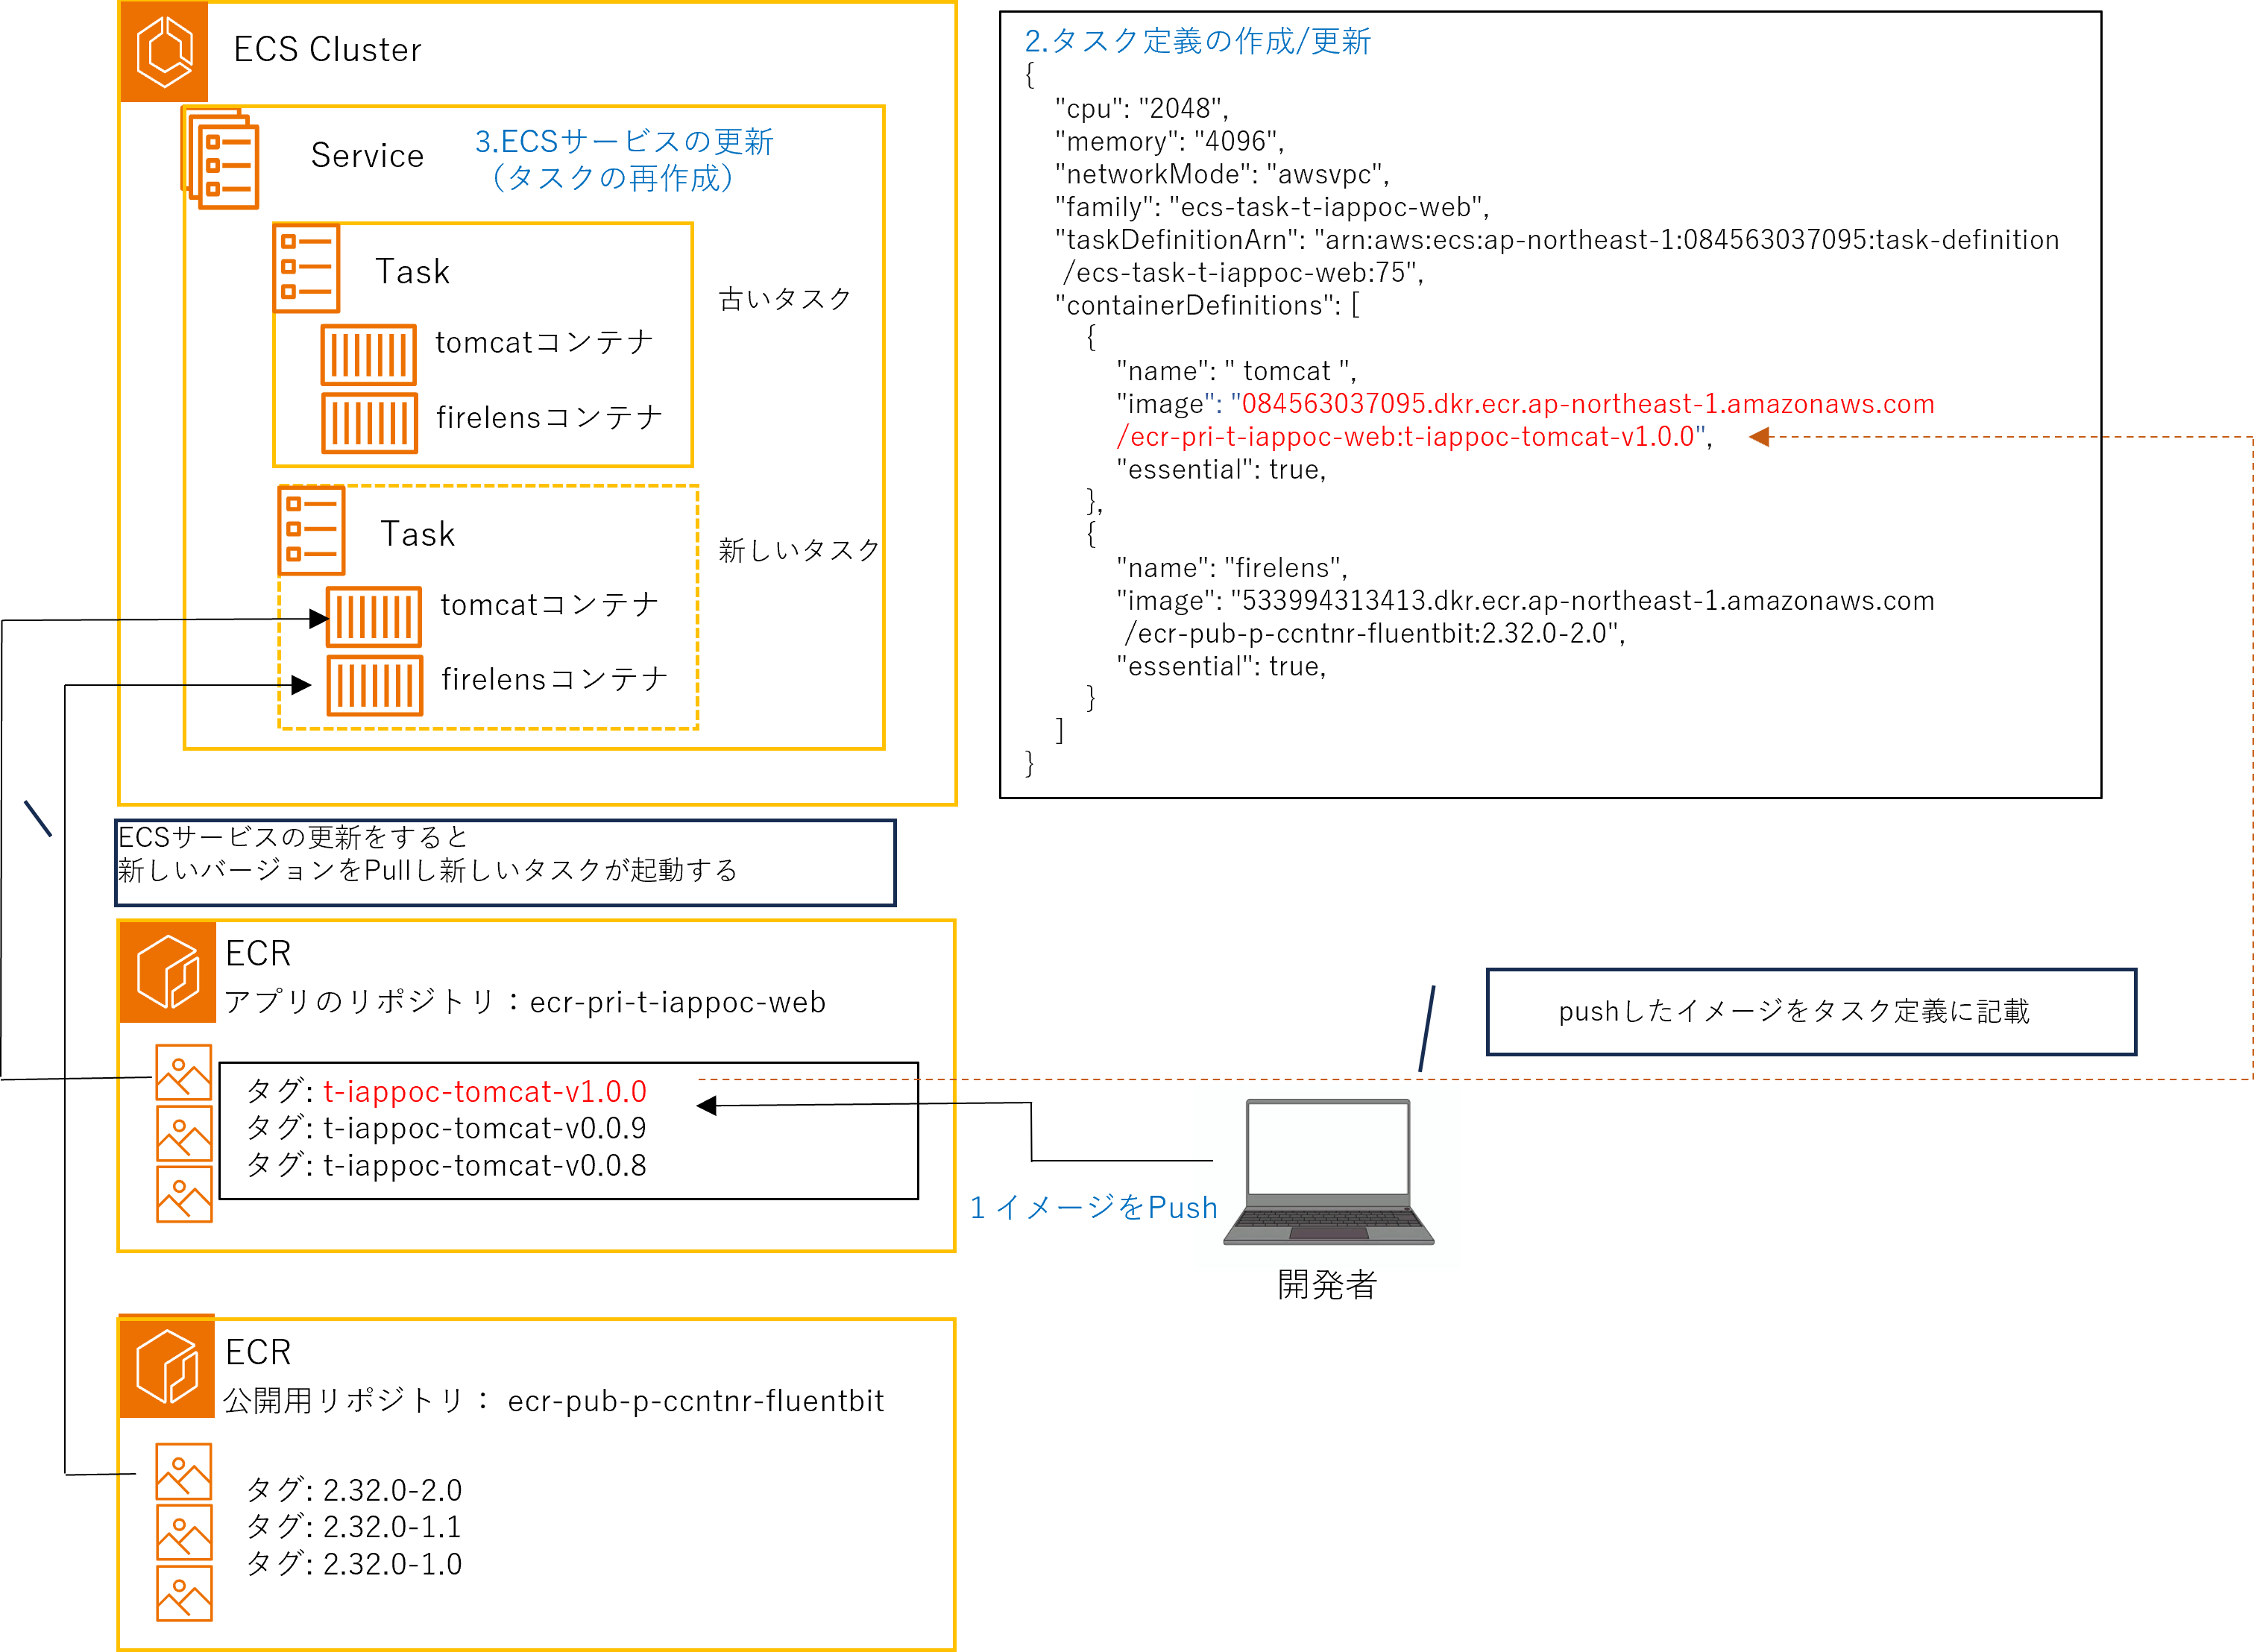 ECS Cluster
Service
3.ECSサービスの更新
（タスクの再作成）
Task
古いタスク
tomcatコンテナ
firelensコンテナ
Task
新しいタスク
tomcatコンテナ
firelensコンテナ
2.タスク定義の作成/更新
{
"cpu": "2048",
"memory": "4096",
"networkMode": "awsvpc",
"family": "ecs-task-t-iappoc-web",
"taskDefinitionArn": "arn:aws:ecs:ap-northeast-1:084563037095:task-definition
/ecs-task-t-iappoc-web:75",
"containerDefinitions": [
{
"name": " tomcat ",
"image": "084563037095.dkr.ecr.ap-northeast-1.amazonaws.com
/ecr-pri-t-iappoc-web:t-iappoc-tomcat-v1.0.0",
"essential": true,
},
{
"name": "firelens",
"image": "533994313413.dkr.ecr.ap-northeast-1.amazonaws.com
/ecr-pub-p-ccntnr-fluentbit:2.32.0-2.0",
"essential": true,
}
]
}
ECSサービスの更新をすると
新しいバージョンをPullし新しいタスクが起動する
ECR
アプリのリポジトリ：ecr-pri-t-iappoc-web
タグ: t-iappoc-tomcat-v1.0.0
タグ: t-iappoc-tomcat-v0.0.9
タグ: t-iappoc-tomcat-v0.0.8
pushしたイメージをタスク定義に記載
1 イメージをPush
開発者
ECR
公開用リポジトリ： ecr-pub-p-ccntnr-fluentbit
タグ: 2.32.0-2.0
タグ: 2.32.0-1.1
タグ: 2.32.0-1.0